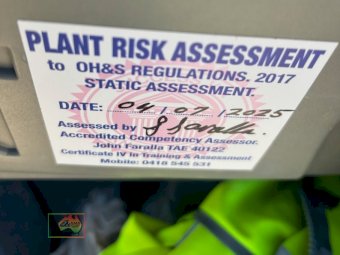 PLANT RISK ASSESSMENT
to OH&S REGULATIONS. 2017
STATIC ASSESSMENT.
DATE: 04 / 07 / 2025
Assessed by J Faralla.
Accredited Competency Assessor.
John Faralla TAE 40122
Certificate IV in Training & Assessment
Mobile: 0418 545 531